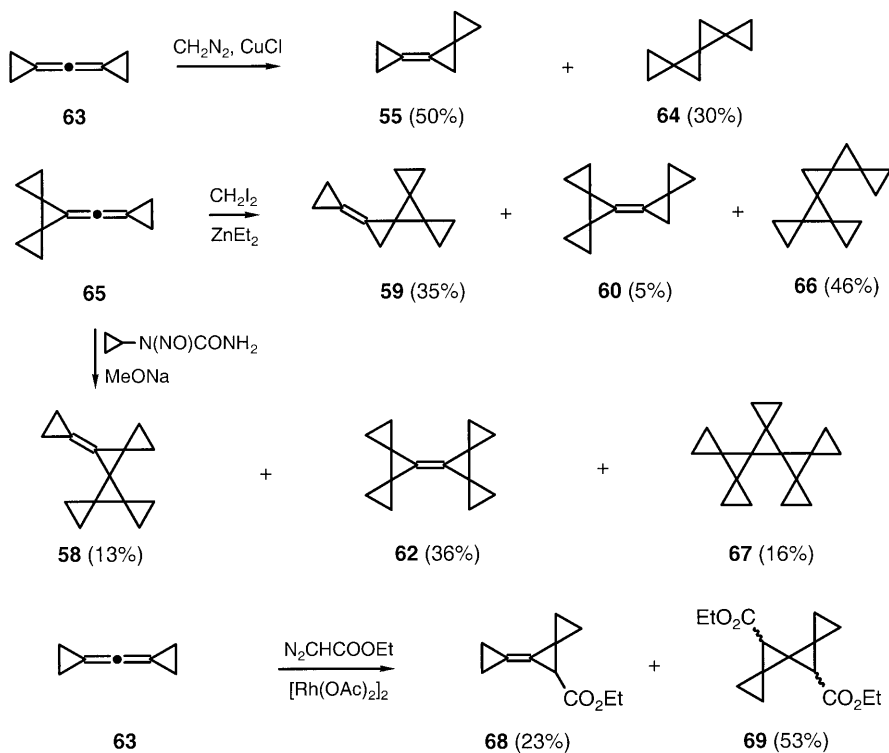 CH₂N₂, CuCl
+
63
55 (50%)
64 (30%)
CH₂I₂
ZnEt₂
+
+
65
59 (35%)
60 (5%)
66 (46%)
N(NO)CONH₂
MeONa
+
+
58 (13%)
62 (36%)
67 (16%)
N₂CHCOOEt
[Rh(OAc)₂]₂
+
EtO₂C
CO₂Et
CO₂Et
63
68 (23%)
69 (53%)